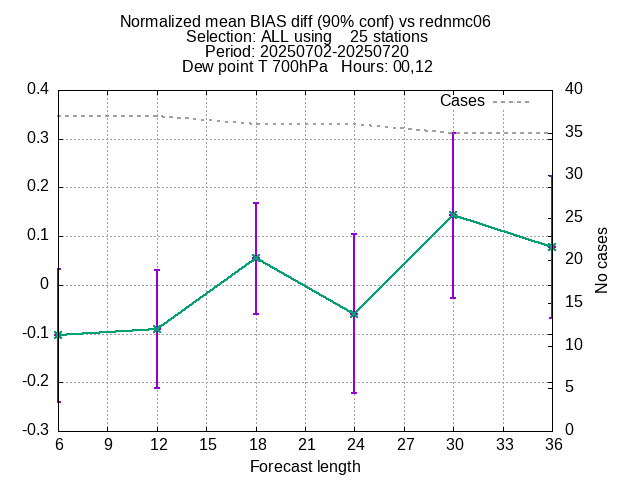 Normalized mean BIAS diff (90% conf) vs rednmc06
Selection: ALL using    25 stations
Period: 20250702-20250720
Dew point T 700hPa   Hours: 00,12
Cases
0.4
0.3
0.2
0.1
0
-0.1
-0.2
-0.3
40
35
30
25
20
15
10
5
0
No cases
6 9 12 15 18 21 24 27 30 33 36
Forecast length